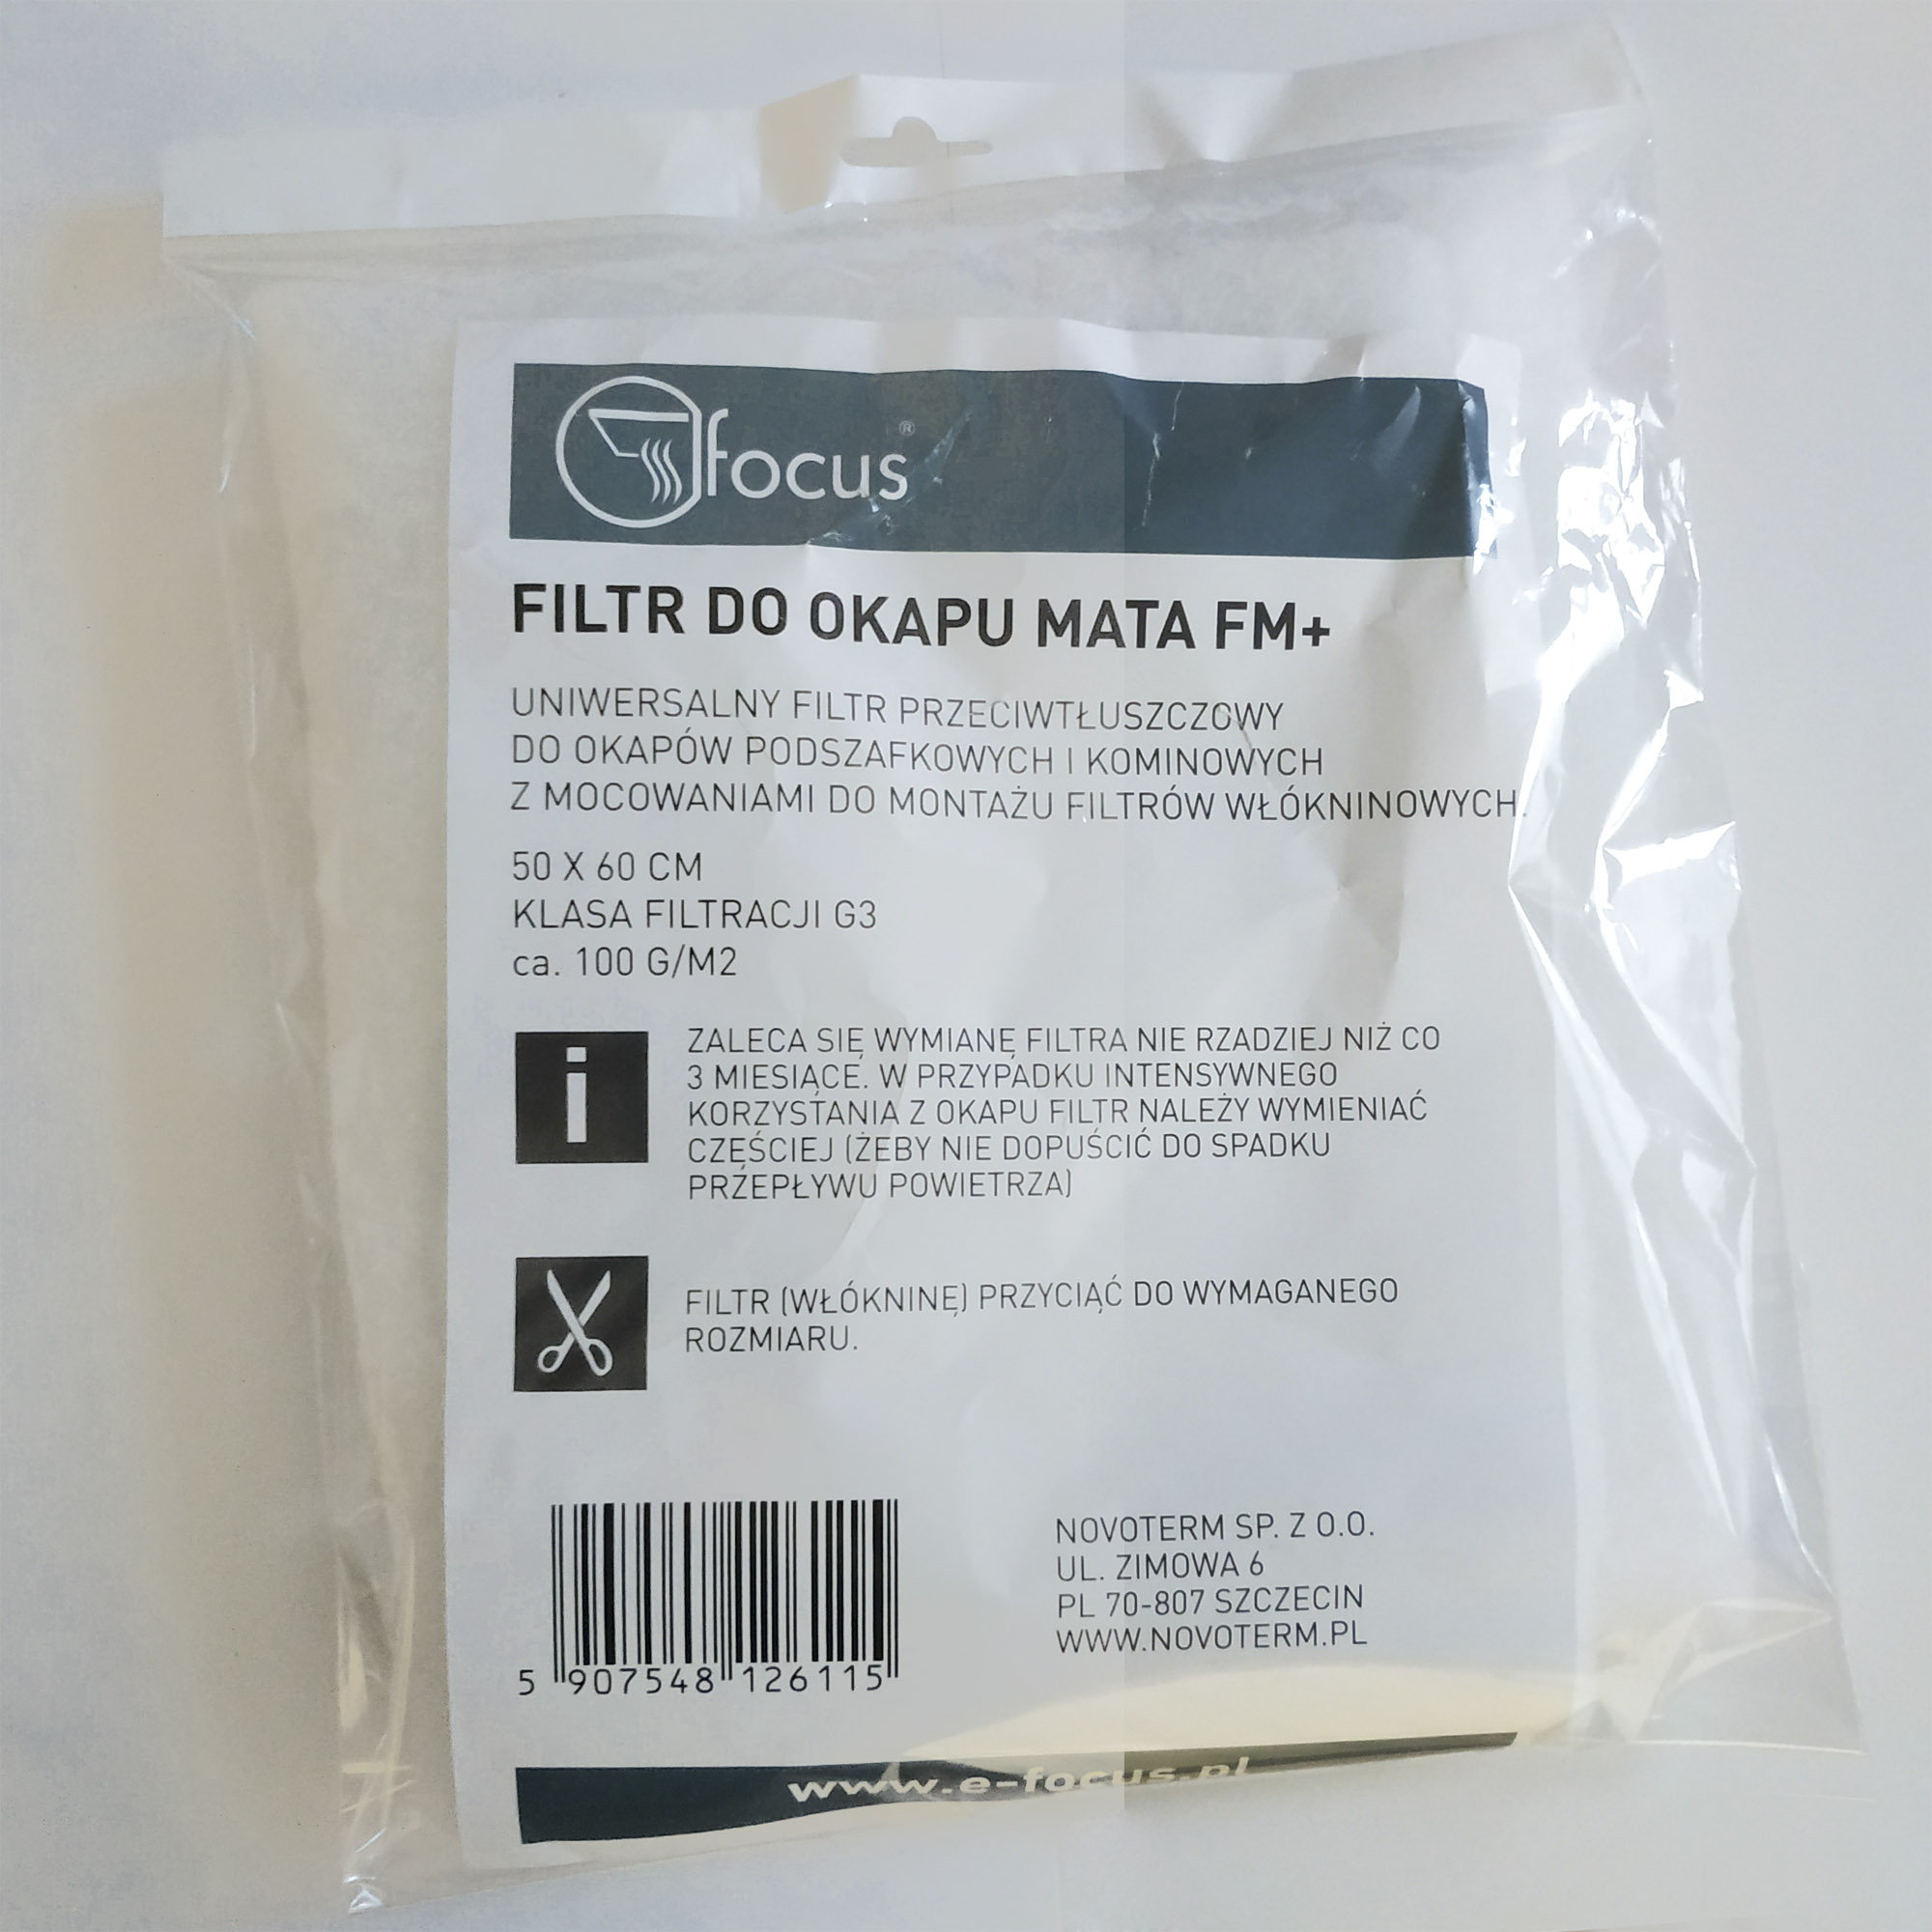 focus®
FILTR DO OKAPU MATA FM+
UNIWERSALNY FILTR PRZECIWTŁUSZCZOWY
DO OKAPÓW PODSZAFKOWYCH I KOMINOWYCH
Z MOCOWANIAMI DO MONTAŻU FILTRÓW WŁÓKNINOWYCH.
50 X 60 CM
KLASA FILTRACJI G3
ca. 100 G/M2
i
ZALECA SIĘ WYMIANĘ FILTRA NIE RZADZIEJ NIŻ CO
3 MIESIĄCE. W PRZYPADKU INTENSYWNEGO
KORZYSTANIA Z OKAPU FILTR NALEŻY WYMIENIAĆ
CZĘŚCIEJ (ŻEBY NIE DOPUŚCIĆ DO SPADKU
PRZEPŁYWU POWIETRZA)
FILTR (WŁÓKNINĘ) PRZYCIĄĆ DO WYMAGANEGO
ROZMIARU.
5 907548 126115
NOVOTERM SP. Z O.O.
UL. ZIMOWA 6
PL 70-807 SZCZECIN
WWW.NOVOTERM.PL
www.e-focus.pl